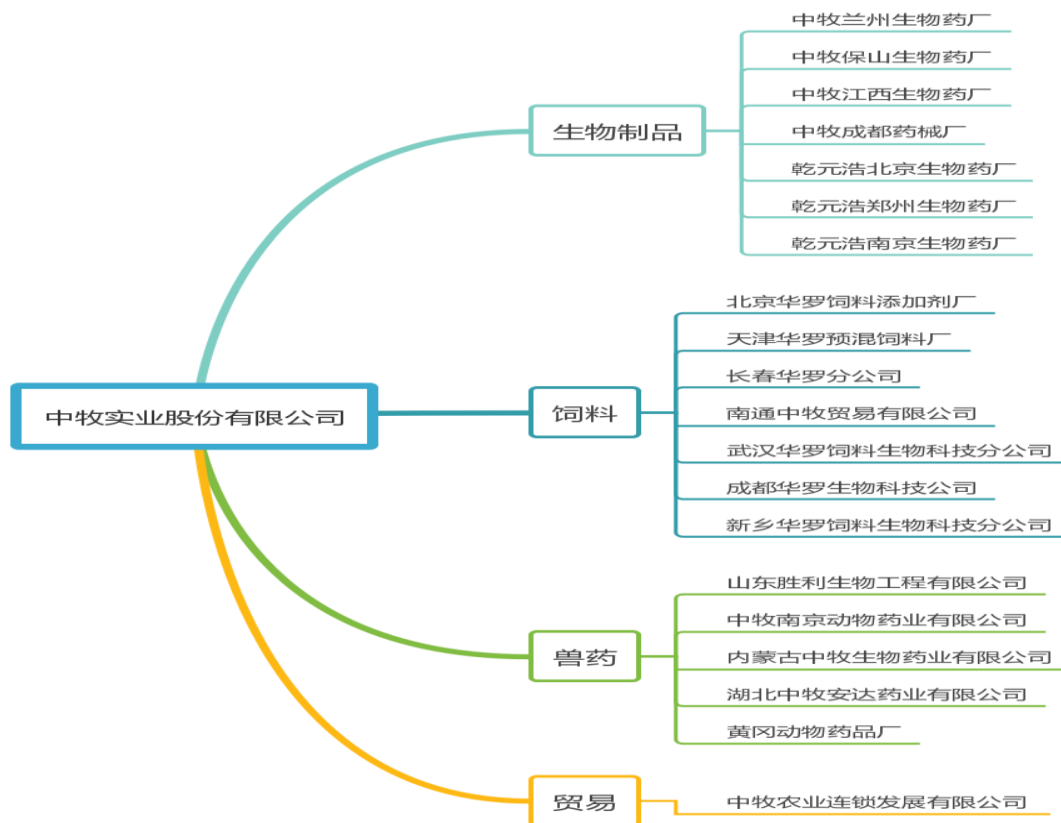 中牧实业股份有限公司
生物制品
中牧兰州生物药厂
中牧保山生物药厂
中牧江西生物药厂
中牧成都药械厂
乾元浩北京生物药厂
乾元浩郑州生物药厂
乾元浩南京生物药厂
饲料
北京华罗饲料添加剂厂
天津华罗预混饲料厂
长春华罗分公司
南通中牧贸易有限公司
武汉华罗饲料生物科技分公司
成都华罗生物科技公司
新乡华罗饲料生物科技分公司
兽药
山东胜利生物工程有限公司
中牧南京动物药业有限公司
内蒙古中牧生物药业有限公司
湖北中牧安达药业有限公司
黄冈动物药品厂
贸易
中牧农业连锁发展有限公司